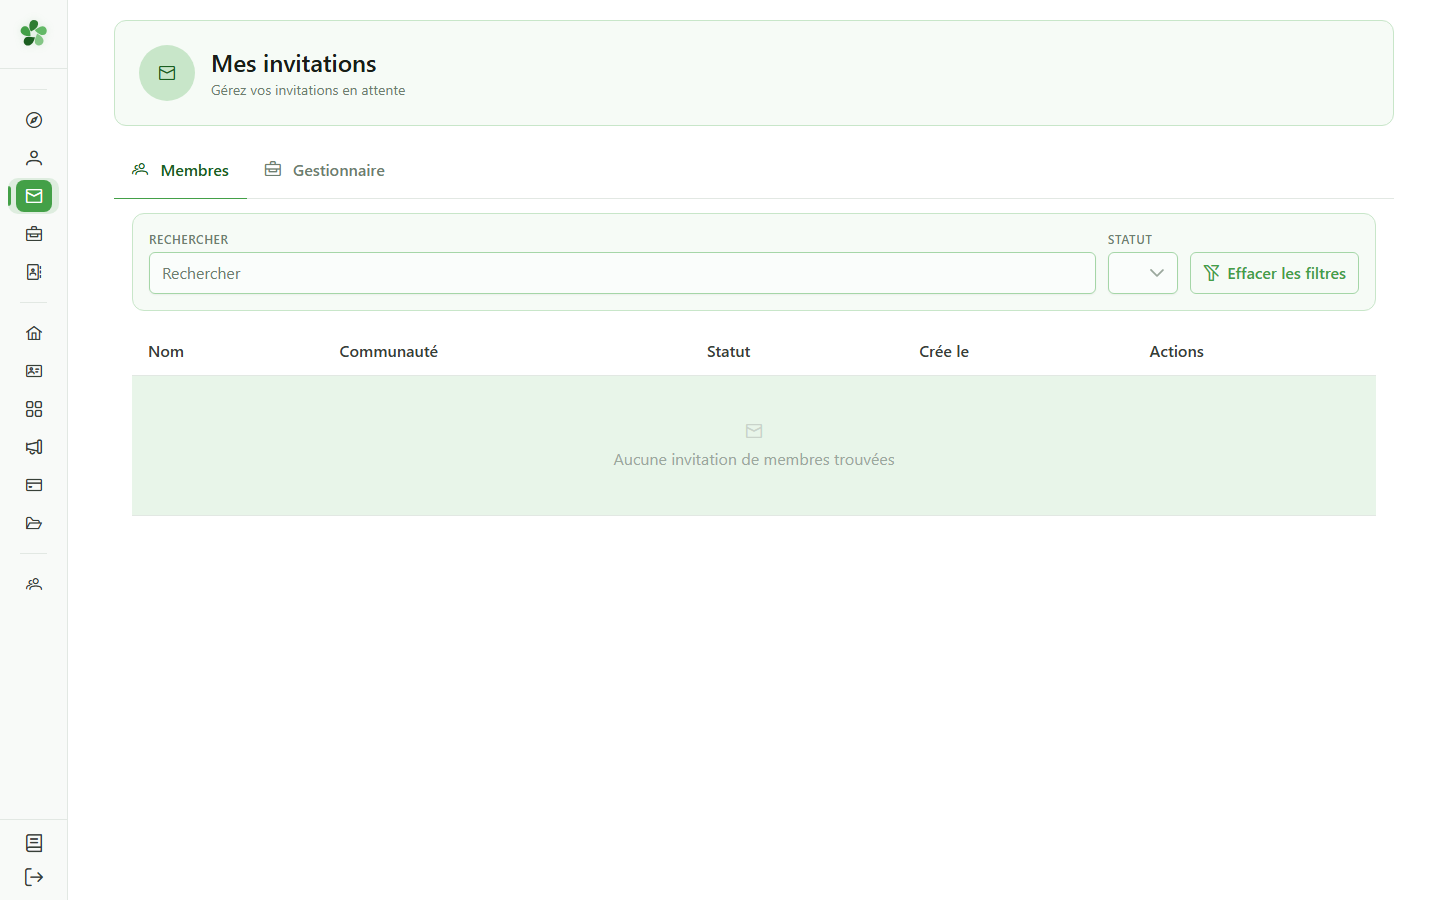 Mes invitations
Gérez vos invitations en attente
Membres
Gestionnaire
RECHERCHER
STATUT
Rechercher
Effacer les filtres
Nom
Communauté
Statut
Crée le
Actions
Aucune invitation de membres trouvées